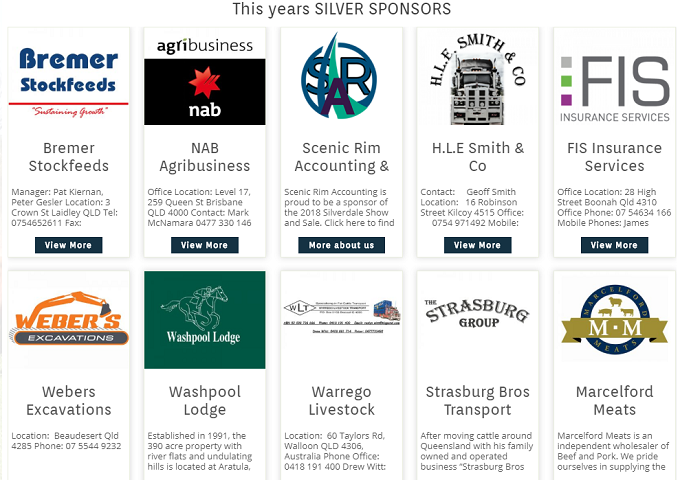 This years SILVER SPONSORS
Bremer
Stockfeeds
"Sustaining Growth"
Bremer
Stockfeeds
Manager: Pat Kiernan,
Peter Gesler Location: 3
Crown St Laidley QLD Tel:
0754652611 Fax:
View More
agribusiness
nab
NAB
Agribusiness
Office Location: Level 17,
259 Queen St Brisbane
QLD 4000 Contact: Mark
McNamara 0477 330 146
View More
SRA
Scenic Rim
Accounting &
Scenic Rim Accounting is
proud to be a sponsor of
the 2018 Silverdale Show
and Sale. Click here to find
More about us
H.L.E. SMITH & CO
H.L.E Smith &
Co
Contact: Geoff Smith
Location: 16 Robinson
Street Kilcoy 4515 Office:
0754 971492 Mobile:
View More
FIS
INSURANCE SERVICES
FIS Insurance
Services
Office Location: 28 High
Street Boonah Qld 4310
Office Phone: 07 54634 166
Mobile Phones: James
View More
WEBER'S
EXCAVATIONS
Webers
Excavations
Location: Beaudesert Qld
4285 Phone: 07 5544 9232
Washpool Lodge
Washpool
Lodge
Established in 1991, the
390 acre property with
river flats and undulating
hills is located at Aratula,
WLT
Warrego
Livestock
Location: 60 Taylors Rd,
Walloon QLD 4306,
Australia Phone Office:
0418 191 400 Drew Witt:
THE STRASBURG
GROUP
Strasburg Bros
Transport
After moving cattle around
Queensland with his family
owned and operated
business "Strasburg Bros
MARCELFORD
M·M
MEATS
Marcelford
Meats
Marcelford Meats is an
independent wholesaler of
Beef and Pork. We pride
ourselves in supplying the